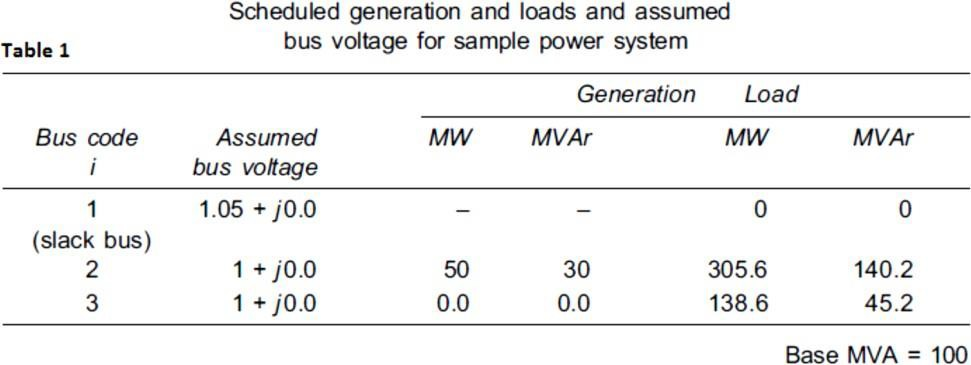 Scheduled generation and loads and assumed
bus voltage for sample power system
Table 1
Generation Load
Bus code Assumed MW MVAr MW MVAr
i bus voltage
1 1.05 + j0.0 – – 0 0
(slack bus)
2 1 + j0.0 50 30 305.6 140.2
3 1 + j0.0 0.0 0.0 138.6 45.2
Base MVA = 100